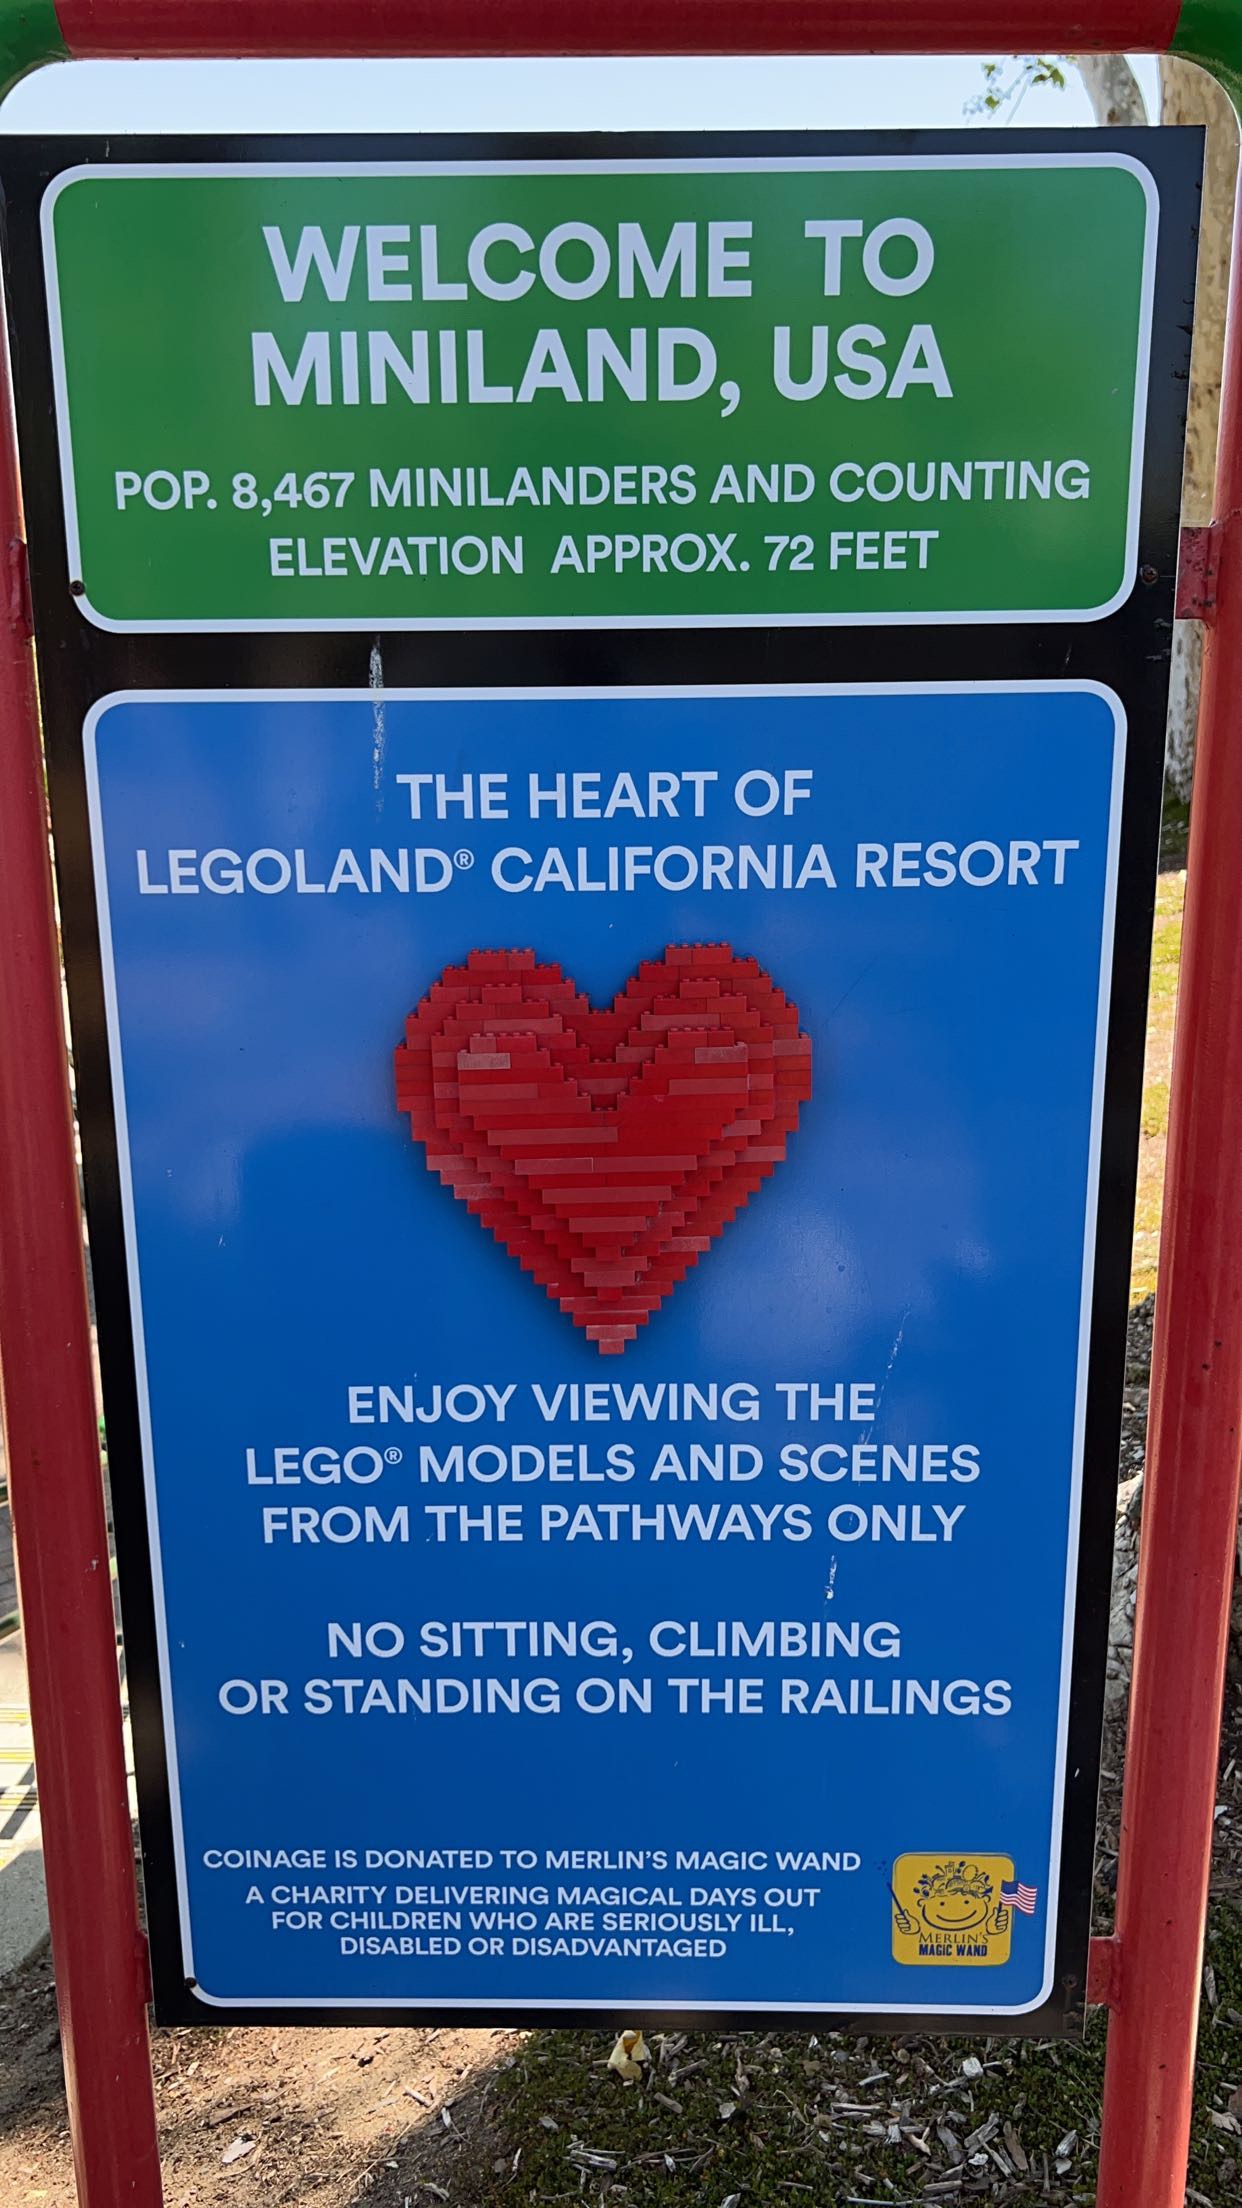 WELCOME TO
MINILAND, USA
POP. 8,467 MINILANDERS AND COUNTING
ELEVATION APPROX. 72 FEET
THE HEART OF
LEGOLAND® CALIFORNIA RESORT
ENJOY VIEWING THE
LEGO® MODELS AND SCENES
FROM THE PATHWAYS ONLY
NO SITTING, CLIMBING
OR STANDING ON THE RAILINGS
COINAGE IS DONATED TO MERLIN'S MAGIC WAND
A CHARITY DELIVERING MAGICAL DAYS OUT
FOR CHILDREN WHO ARE SERIOUSLY ILL,
DISABLED OR DISADVANTAGED
MERLIN'S
MAGIC WAND